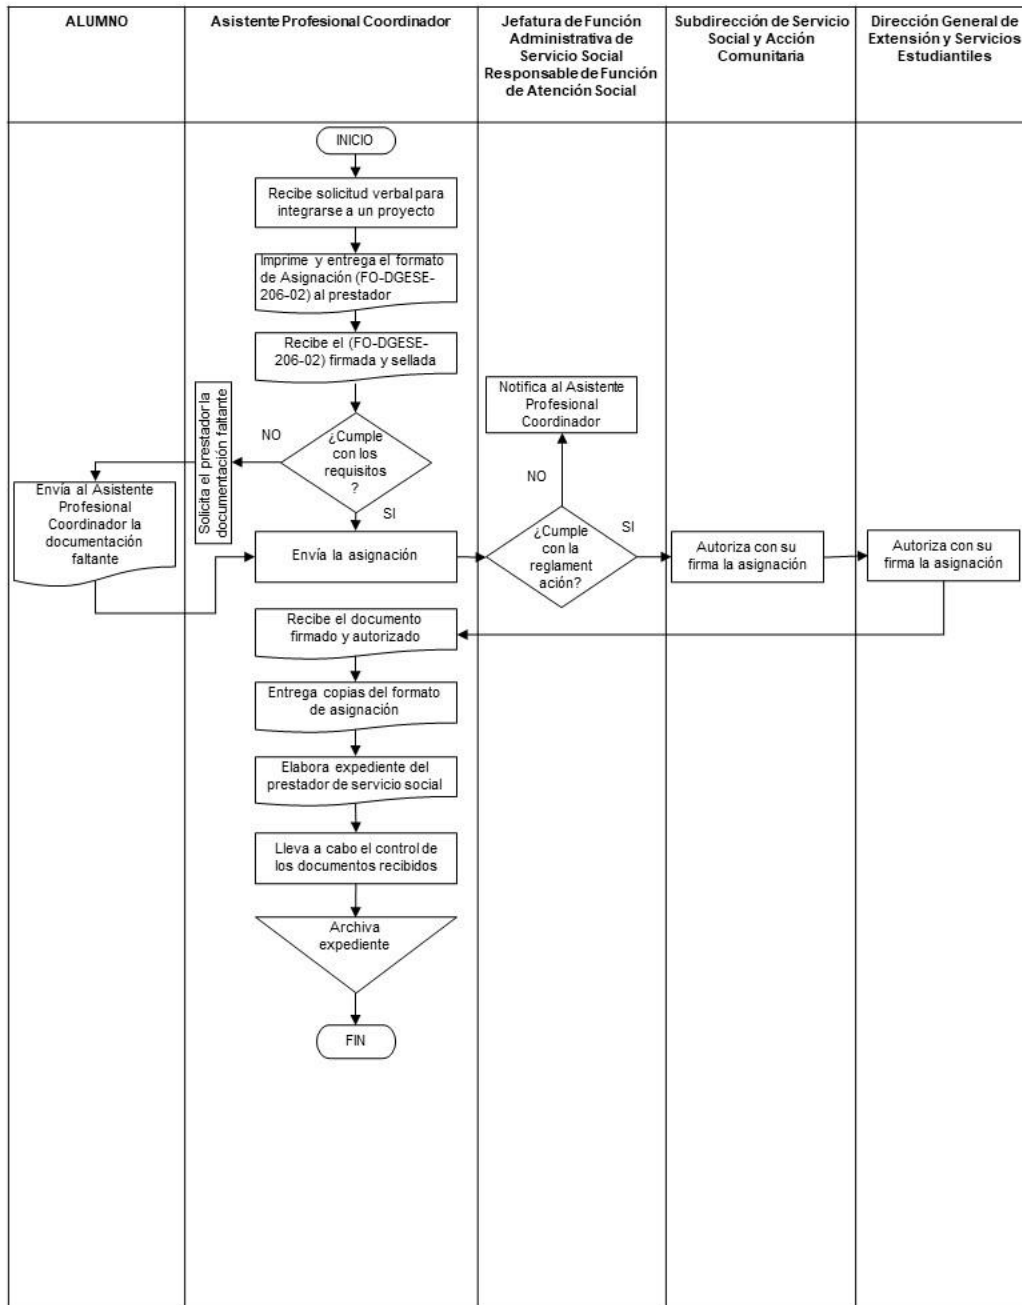 ALUMNO
Asistente Profesional Coordinador
Jefatura de Función
Administrativa de
Servicio Social
Responsable de Función
de Atención Social
Subdirección de Servicio
Social y Acción
Comunitaria
Dirección General de
Extensión y Servicios
Estudiantiles
INICIO
Recibe solicitud verbal para
integrarse a un proyecto
Imprime y entrega el formato
de Asignación (FO-DGESE-
206-02) al prestador
Recibe el (FO-DGESE-
206-02) firmada y sellada
¿Cumple
con los
requisitos
?
NO
SI
Solicita el prestador la
documentación faltante
Envía al Asistente
Profesional
Coordinador la
documentación
faltante
Envía la asignación
Notifica al Asistente
Profesional
Coordinador
NO
¿Cumple
con la
reglament
ación?
SI
Autoriza con su
firma la asignación
Autoriza con su
firma la asignación
Recibe el documento
firmado y autorizado
Entrega copias del formato
de asignación
Elabora expediente del
prestador de servicio social
Lleva a cabo el control de
los documentos recibidos
Archiva
expediente
FIN